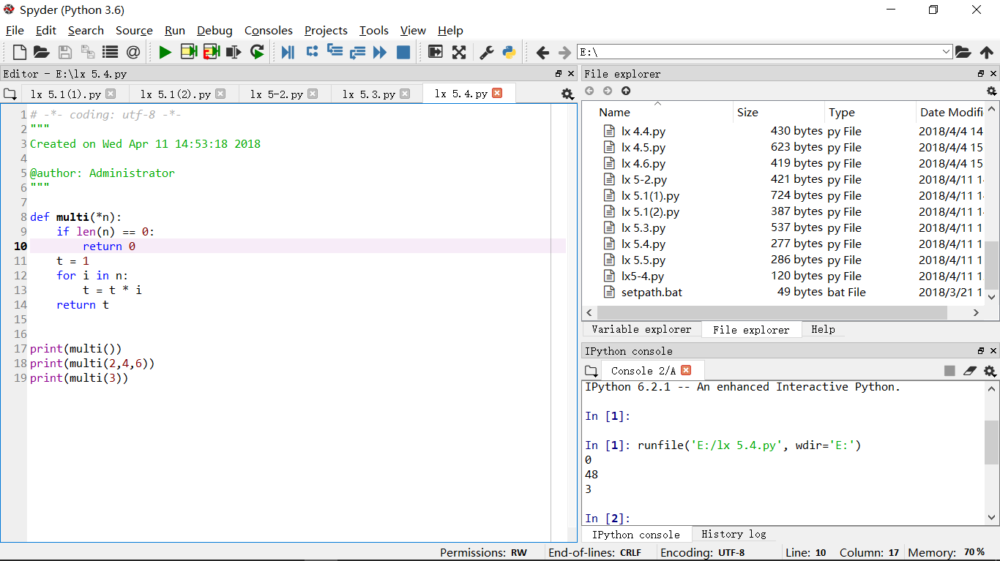 Spyder (Python 3.6)
File Edit Search Source Run Debug Consoles Projects Tools View Help
E:\
Editor - E:\lx 5.4.py
lx 5.1(1).py lx 5.1(2).py lx 5-2.py lx 5.3.py lx 5.4.py
1 # -*- coding: utf-8 -*-
2 """
3 Created on Wed Apr 11 14:53:18 2018
4
5 @author: Administrator
6 """
7
8 def multi(*n):
9     if len(n) == 0:
10         return 0
11     t = 1
12     for i in n:
13         t = t * i
14     return t
15
16
17 print(multi())
18 print(multi(2,4,6))
19 print(multi(3))
File explorer
Name Size Type Date Modifi
lx 4.4.py 430 bytes py File 2018/4/4 14
lx 4.5.py 623 bytes py File 2018/4/4 15
lx 4.6.py 419 bytes py File 2018/4/4 15
lx 5-2.py 421 bytes py File 2018/4/11 1
lx 5.1(1).py 724 bytes py File 2018/4/11 1
lx 5.1(2).py 387 bytes py File 2018/4/11 1
lx 5.3.py 537 bytes py File 2018/4/11 1
lx 5.4.py 277 bytes py File 2018/4/11 1
lx 5.5.py 286 bytes py File 2018/4/11 1
lx5-4.py 120 bytes py File 2018/4/11 1
setpath.bat 49 bytes bat File 2018/3/21 1
Variable explorer File explorer Help
IPython console
Console 2/A
IPython 6.2.1 -- An enhanced Interactive Python.
In [1]:
In [1]: runfile('E:/lx 5.4.py', wdir='E:')
0
48
3
In [2]:
IPython console History log
Permissions: RW End-of-lines: CRLF Encoding: UTF-8 Line: 10 Column: 17 Memory: 70 %